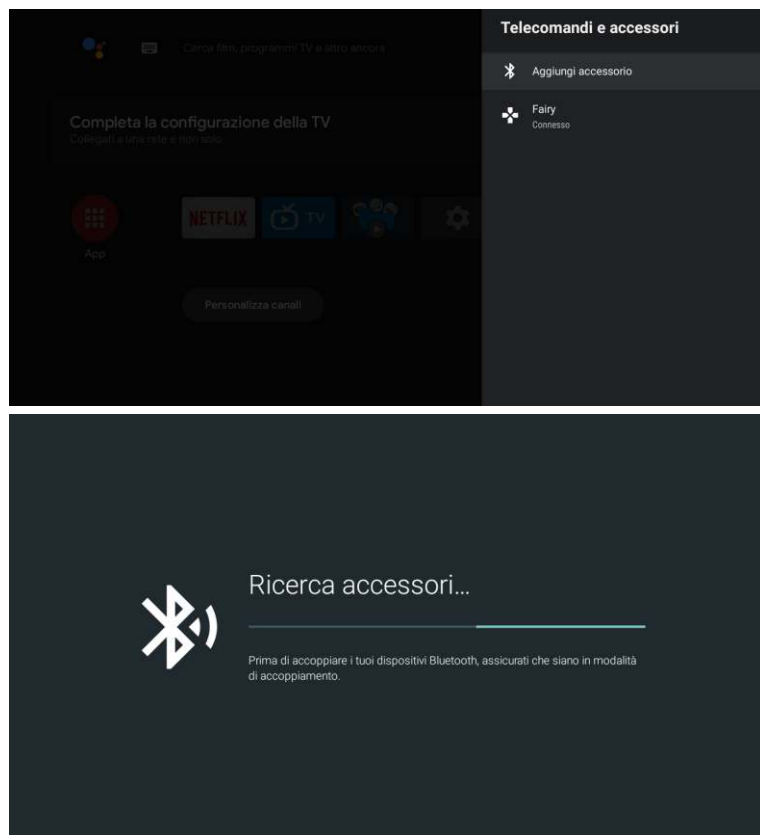 Telecomandi e accessori
Cerca film, programmi TV e altro ancora
Aggiungi accessorio
Fairy
Connesso
Completa la configurazione della TV
Collegati a una rete e non solo
NETFLIX
TV
App
Personalizza canali
Ricerca accessori...
Prima di accoppiare i tuoi dispositivi Bluetooth, assicurati che siano in modalità
di accoppiamento.